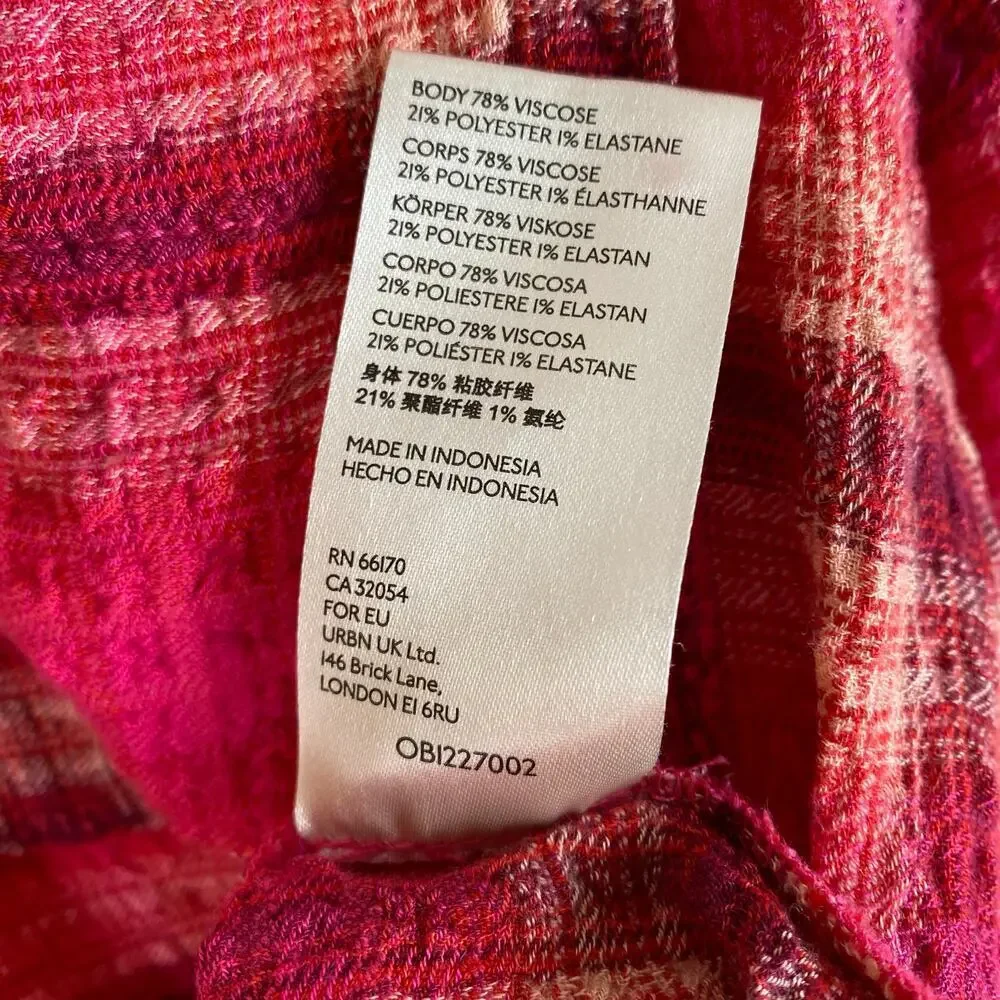 BODY 78% VISCOSE
21% POLYESTER 1% ELASTANE
CORPS 78% VISCOSE
21% POLYESTER 1% ÉLASTHANNE
KÖRPER 78% VISKOSE
21% POLYESTER 1% ELASTAN
CORPO 78% VISCOSA
21% POLIESTERE 1% ELASTAN
CUERPO 78% VISCOSA
21% POLIÉSTER 1% ELASTANE
身体 78% 粘胶纤维
21% 聚酯纤维 1% 氨纶
MADE IN INDONESIA
HECHO EN INDONESIA
RN 66170
CA 32054
FOR EU
URBN UK Ltd.
146 Brick Lane,
LONDON E1 6RU
OB1227002